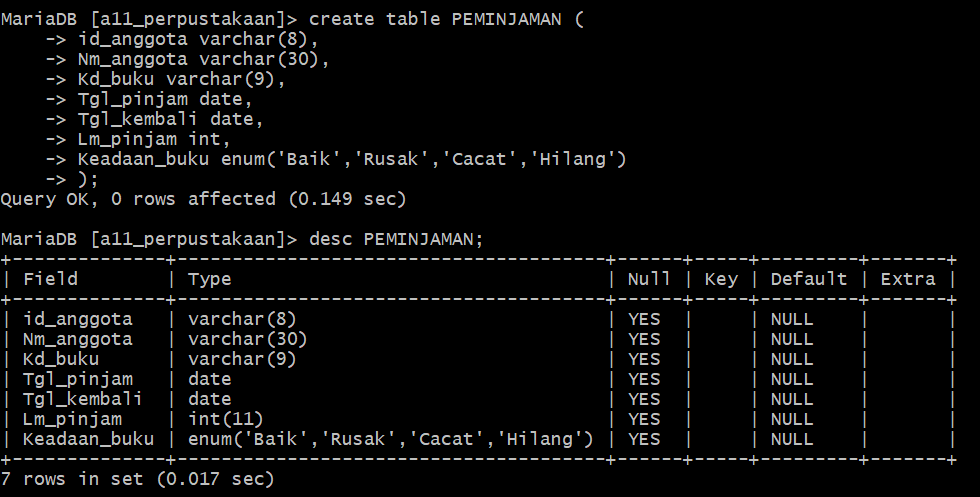 MariaDB [a11_perpustakaan]> create table PEMINJAMAN (
    -> id_anggota varchar(8),
    -> Nm_anggota varchar(30),
    -> Kd_buku varchar(9),
    -> Tgl_pinjam date,
    -> Tgl_kembali date,
    -> Lm_pinjam int,
    -> Keadaan_buku enum('Baik','Rusak','Cacat','Hilang')
    -> );
Query OK, 0 rows affected (0.149 sec)

MariaDB [a11_perpustakaan]> desc PEMINJAMAN;
+--------------+---------------------------------------+------+-----+---------+-------+
| Field        | Type                                  | Null | Key | Default | Extra |
+--------------+---------------------------------------+------+-----+---------+-------+
| id_anggota   | varchar(8)                            | YES  |     | NULL    |       |
| Nm_anggota   | varchar(30)                           | YES  |     | NULL    |       |
| Kd_buku      | varchar(9)                            | YES  |     | NULL    |       |
| Tgl_pinjam   | date                                  | YES  |     | NULL    |       |
| Tgl_kembali  | date                                  | YES  |     | NULL    |       |
| Lm_pinjam    | int(11)                               | YES  |     | NULL    |       |
| Keadaan_buku | enum('Baik','Rusak','Cacat','Hilang') | YES  |     | NULL    |       |
+--------------+---------------------------------------+------+-----+---------+-------+
7 rows in set (0.017 sec)